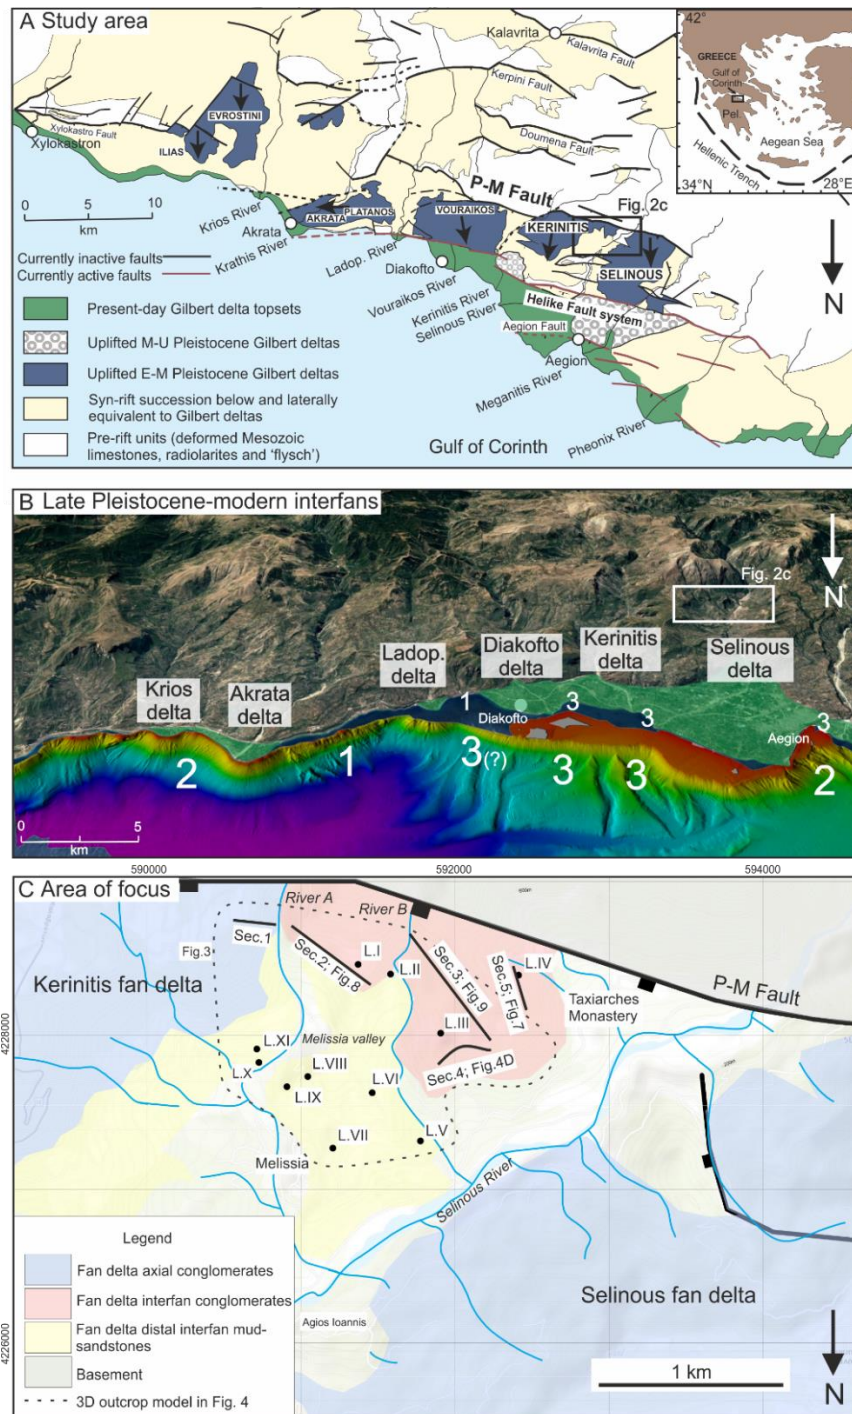 A Study area
42°
GREECE
Gulf of
Corinth
Pel.
Aegean Sea
Hellenic Trench
34°N
28°E
Kalavrita
Kalavrita Fault
Kerpini Fault
Doumena Fault
P-M Fault
Fig. 2c
EVROSTINI
ILIAS
Xylokastro Fault
Xylokastron
0 5 10
km
Krios River
AKRATA
PLATANOS
VOURAIKOS
KERINITIS
SELINOUS
Akrata
Krathis River
Ladop. River
Diakofto
Vouraikos River
Kerinitis River
Selinous River
Helike Fault system
Aegion Fault
Aegion
Meganitis River
Pheonix River
Gulf of Corinth
N
Currently inactive faults
Currently active faults
Present-day Gilbert delta topsets
Uplifted M-U Pleistocene Gilbert deltas
Uplifted E-M Pleistocene Gilbert deltas
Syn-rift succession below and laterally
equivalent to Gilbert deltas
Pre-rift units (deformed Mesozoic
limestones, radiolarites and ‘flysch’)
B Late Pleistocene-modern interfans
N
Fig. 2c
Krios
delta
Akrata
delta
Ladop.
delta
Diakofto
delta
Kerinitis
delta
Selinous
delta
1
Diakofto
3
3
3
Aegion
2
1
3(?)
3
3
2
0 5
km
590000 592000 594000
C Area of focus
River A
River B
Fig.3
Sec.1
Sec.2; Fig.8
L.I
L.II
Sec.3; Fig.9
Sec.5; Fig.7
L.IV
P-M Fault
Kerinitis fan delta
Taxiarches
Monastery
4228000
L.III
L.XI
Melissia valley
L.X
L.VIII
Sec.4; Fig.4D
L.IX
L.VI
L.V
L.VII
Melissia
Selinous River
Selinous fan delta
Agios Ioannis
4226000
Legend
Fan delta axial conglomerates
Fan delta interfan conglomerates
Fan delta distal interfan mud-
sandstones
Basement
3D outcrop model in Fig. 4
1 km
N